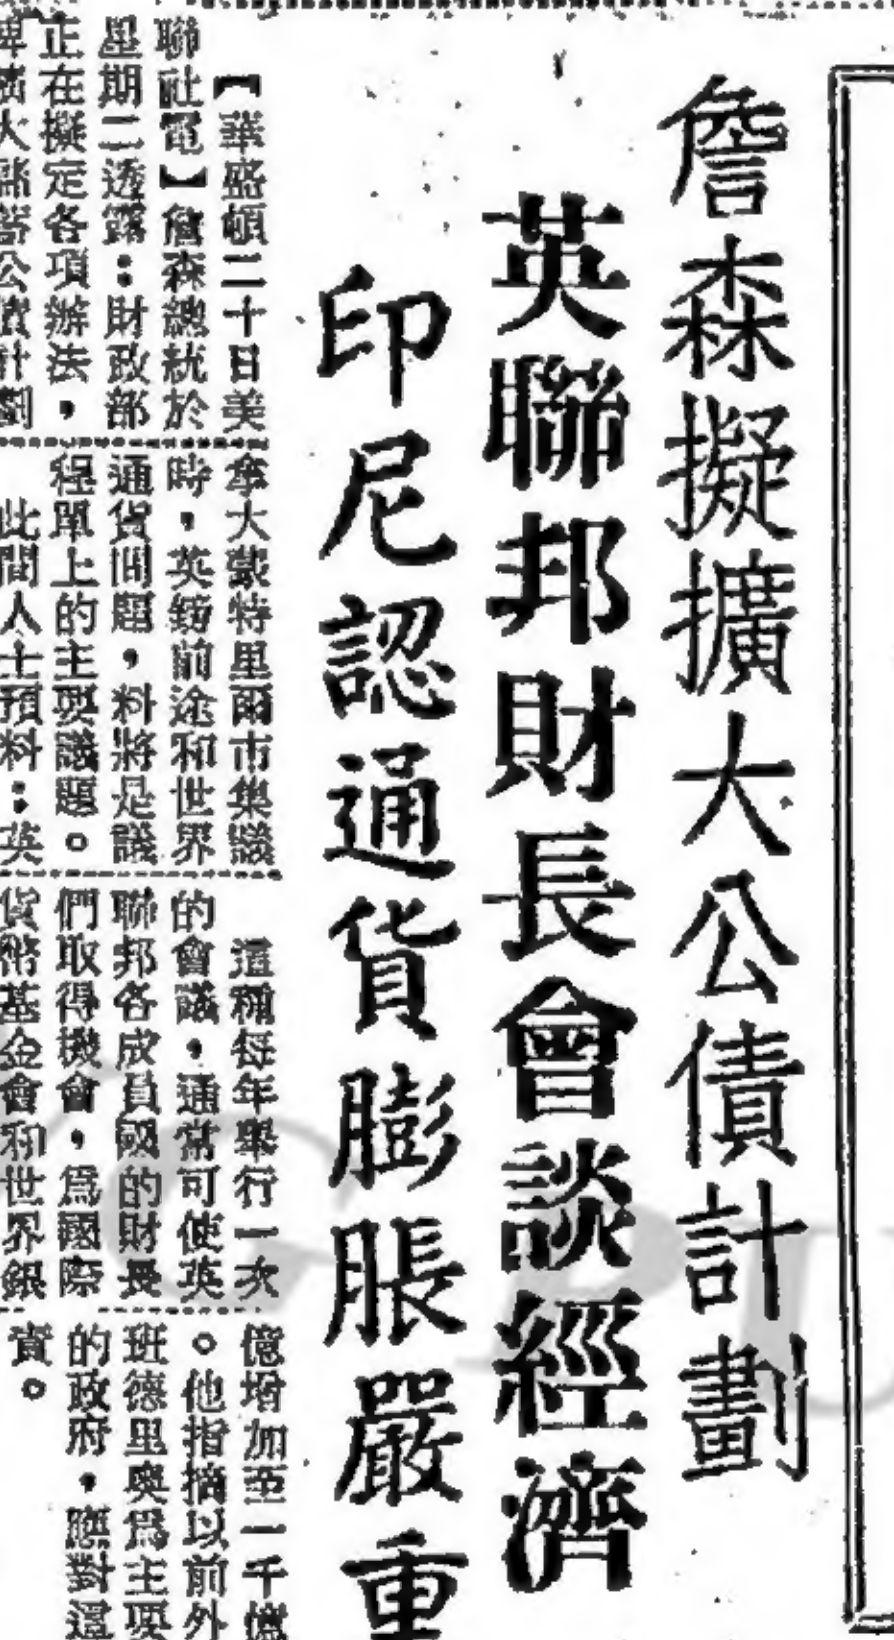 詹森擬擴大公債計劃
英聯邦財長會談經濟
印尼認通貨膨脹嚴重
【華盛頓二十日美
聯社電】詹森總統於
星期二透露：財政部
正在擬定各項辦法，
擴大儲蓄公債計劃
拿大蒙特里爾市集議
時，英鎊前途和世界
通貨問題，料將是議
程單上的主要議題。
此間人士預料：英
這種每年舉行一次
的會議，通常可使英
聯邦各成員國的財長
們取得機會，爲國際
貨幣基金會和世界銀
億增加至一千億
。他指摘以前外
班德里奧爲主要
的政府，應對這
責。